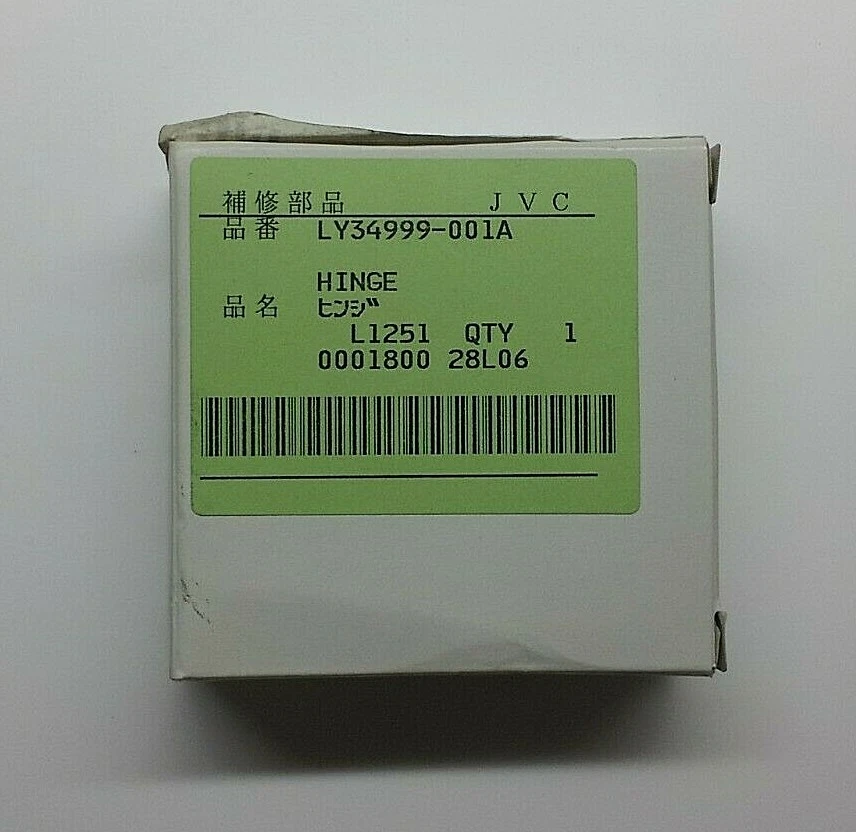 補修部品 JVC
品番 LY34999-001A
HINGE
品名 ヒンジ
L1251 QTY 1
0001800 28L06